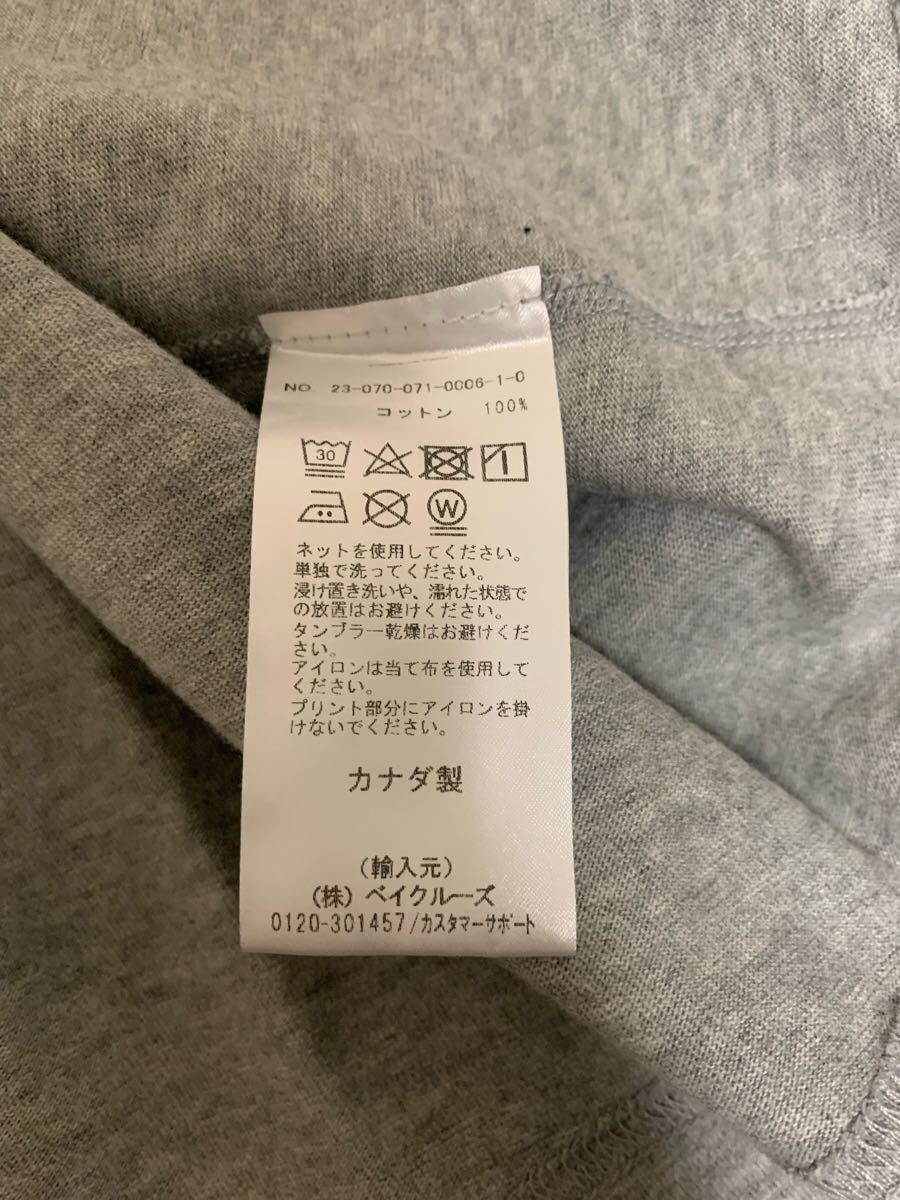 NO 23-070-071-0006-1-0
コットン 100%
30
W
ネットを使用してください。
単独で洗ってください。
浸け置き洗いや、濡れた状態で
の放置はお避けください。
タンブラー乾燥はお避けくだ
さい。
アイロンは当て布を使用して
ください。
プリント部分にアイロンを掛
けないでください。
カナダ製
(輸入元)
(株) ベイクルーズ
0120-301457/カスタマーサポート